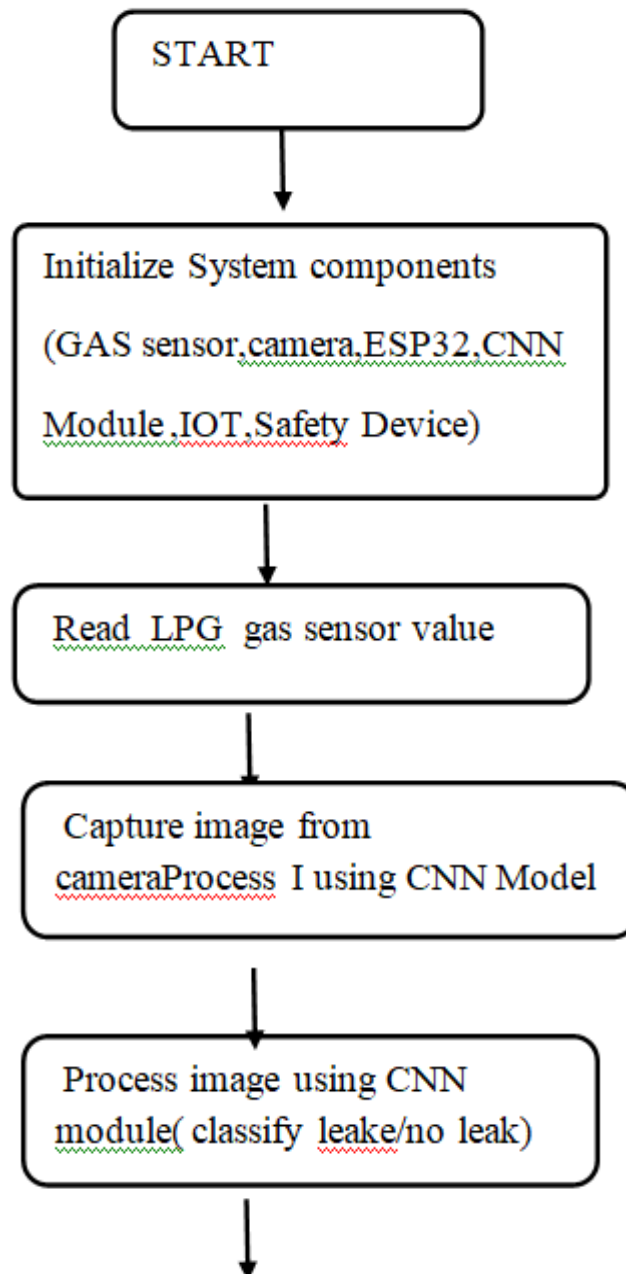 START
Initialize System components
(GAS sensor,camera,ESP32,CNN
Module,IOT,Safety Device)
Read LPG gas sensor value
Capture image from
cameraProcess I using CNN Model
Process image using CNN
module( classify leake/no leak)